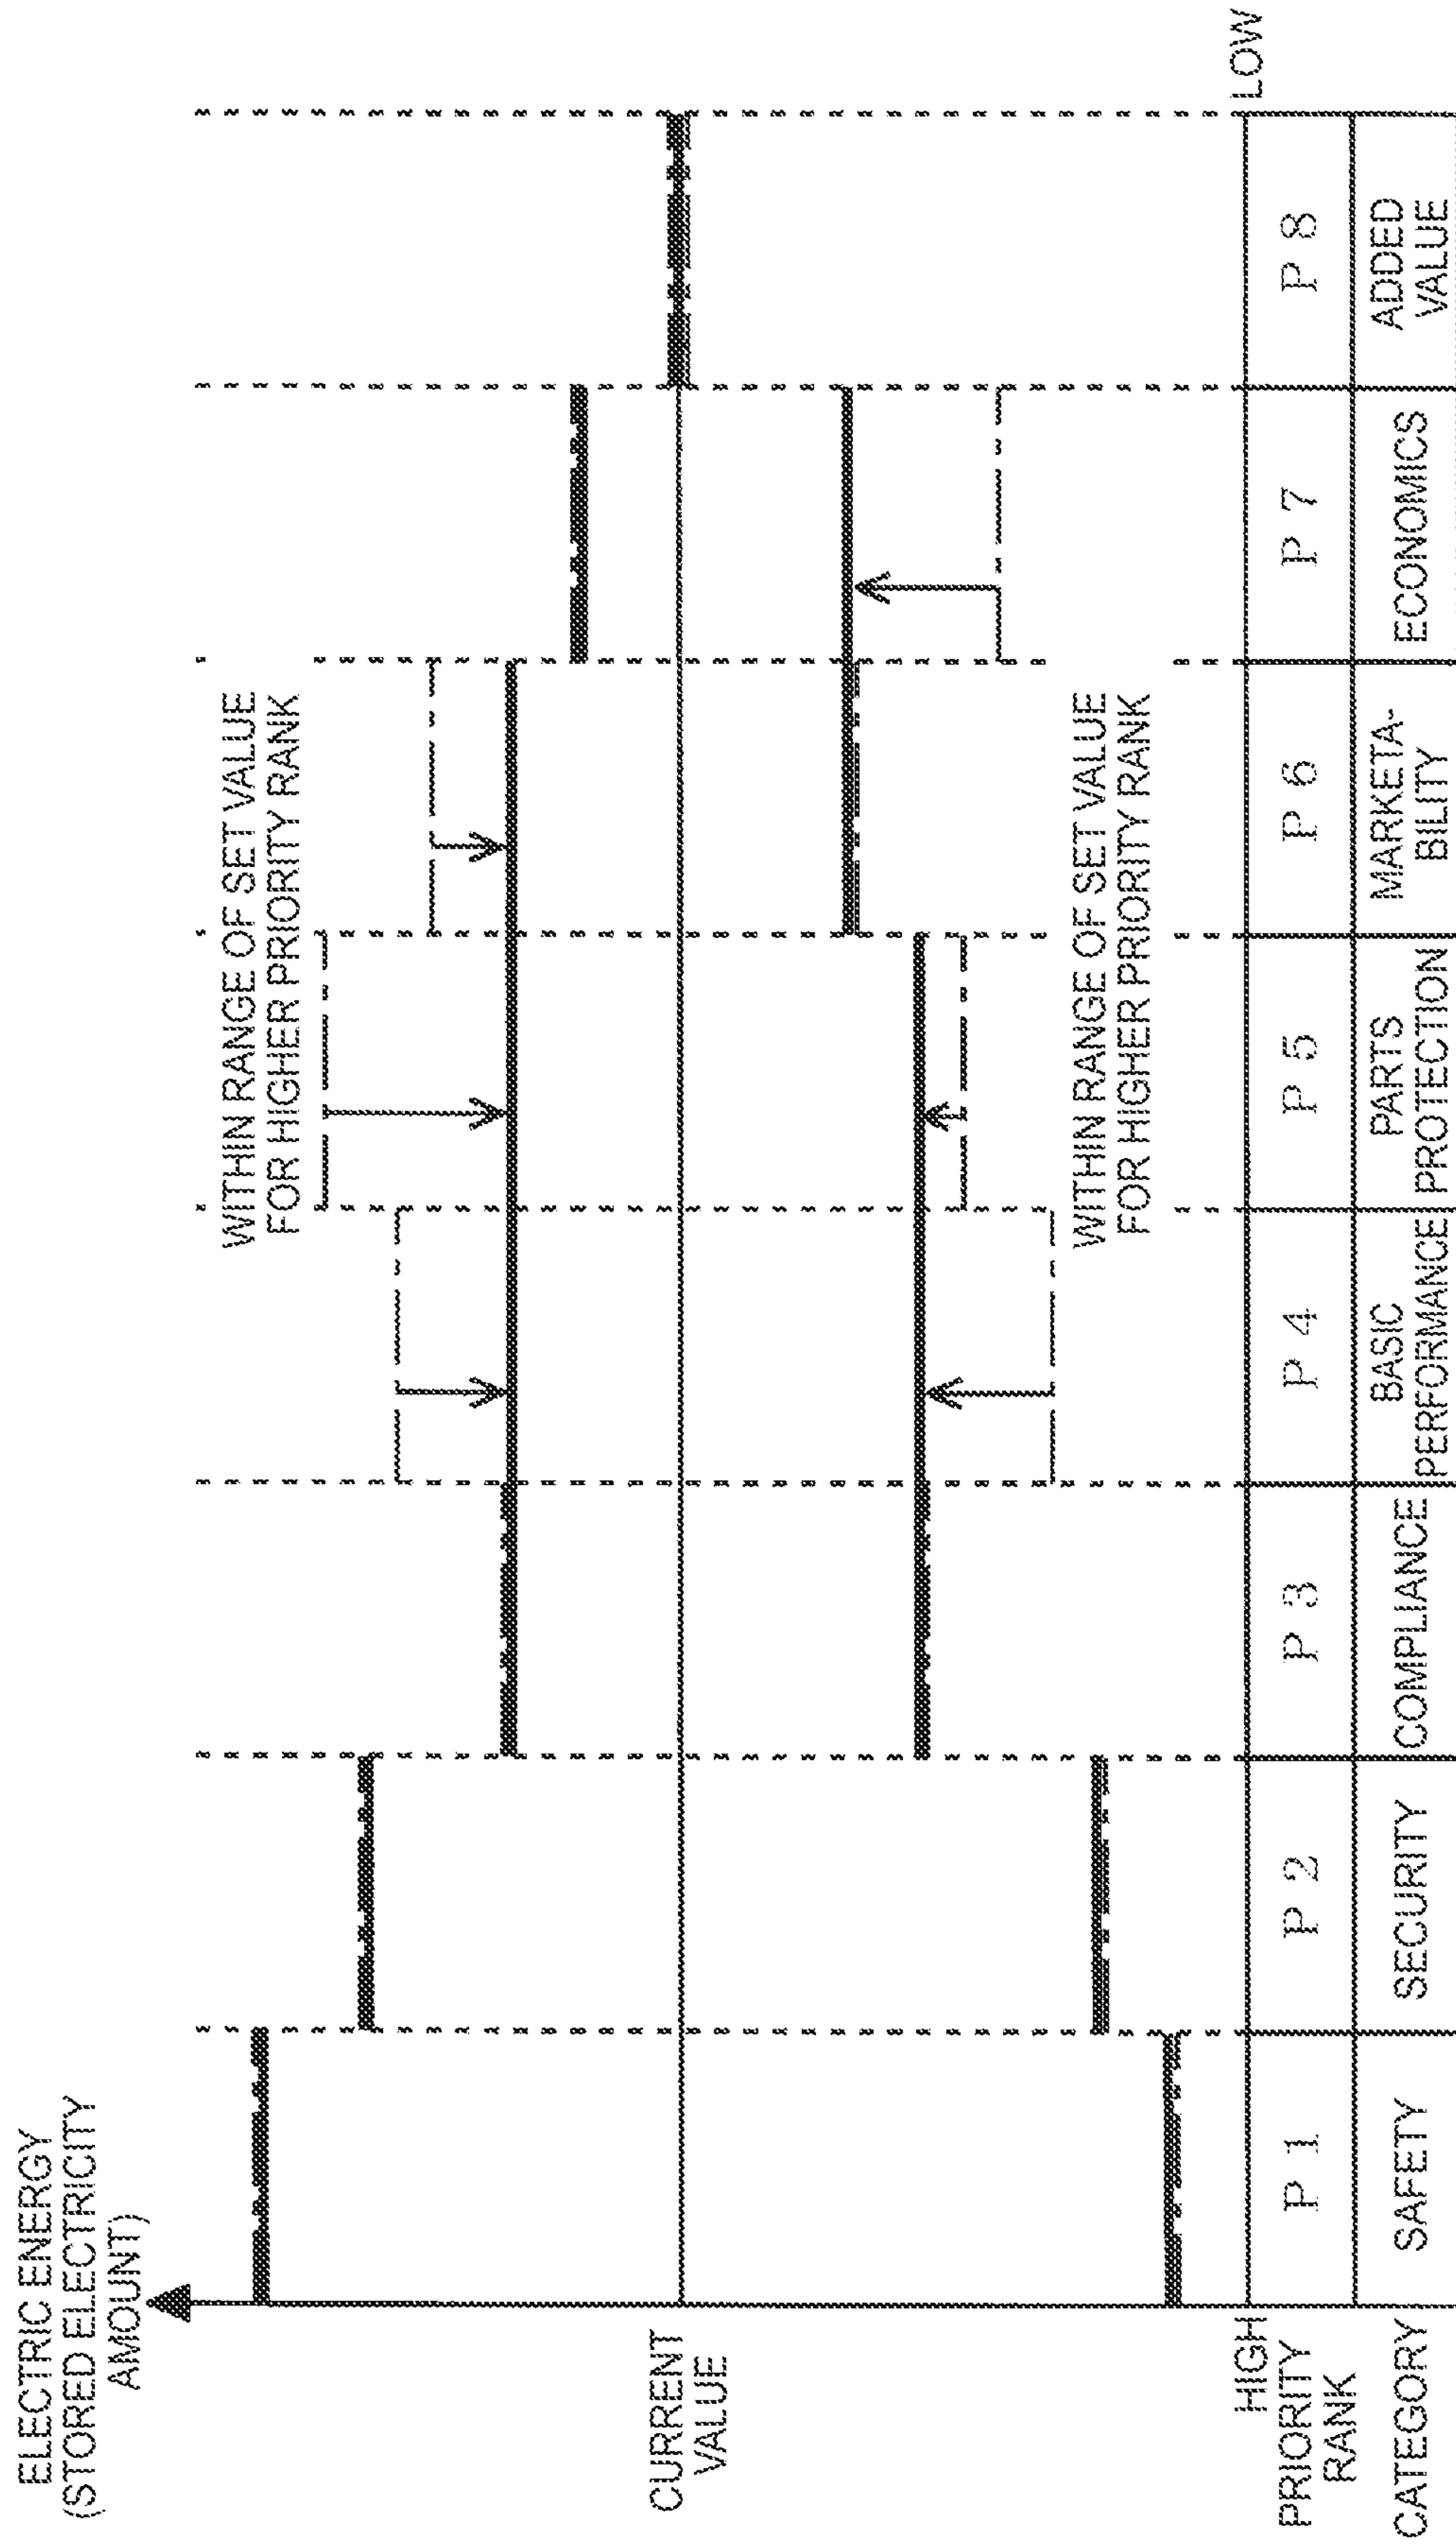 ELECTRIC ENERGY
(STORED ELECTRICITY
AMOUNT)
WITHIN RANGE OF SET VALUE
FOR HIGHER PRIORITY RANK
CURRENT
VALUE
WITHIN RANGE OF SET VALUE
FOR HIGHER PRIORITY RANK
HIGH
LOW
PRIORITY
RANK
P 1
P 2
P 3
P 4
P 5
P 6
P 7
P 8
CATEGORY
SAFETY
SECURITY
COMPLIANCE
BASIC
PERFORMANCE
PARTS
PROTECTION
MARKETA-
BILITY
ECONOMICS
ADDED
VALUE